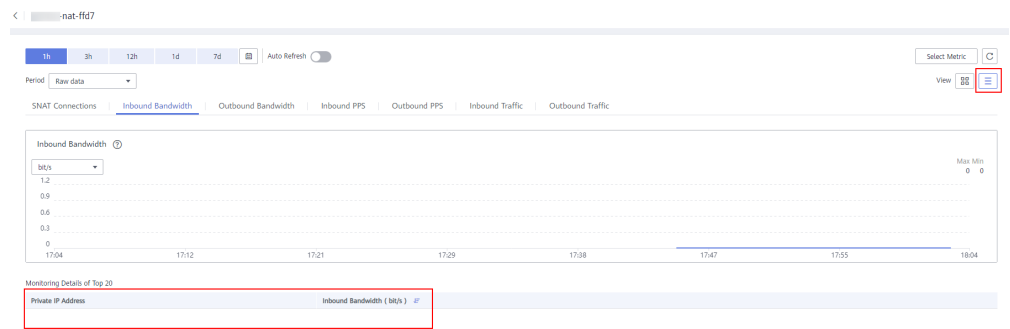 -nat-ffd7
1h 3h 12h 1d 7d Auto Refresh Select Metric
Period Raw data View
SNAT Connections Inbound Bandwidth Outbound Bandwidth Inbound PPS Outbound PPS Inbound Traffic Outbound Traffic
Inbound Bandwidth ?
bit/s Max Min
0 0
1.2
0.9
0.6
0.3
0
17:04 17:12 17:21 17:29 17:38 17:47 17:55 18:04
Monitoring Details of Top 20
Private IP Address Inbound Bandwidth ( bit/s )